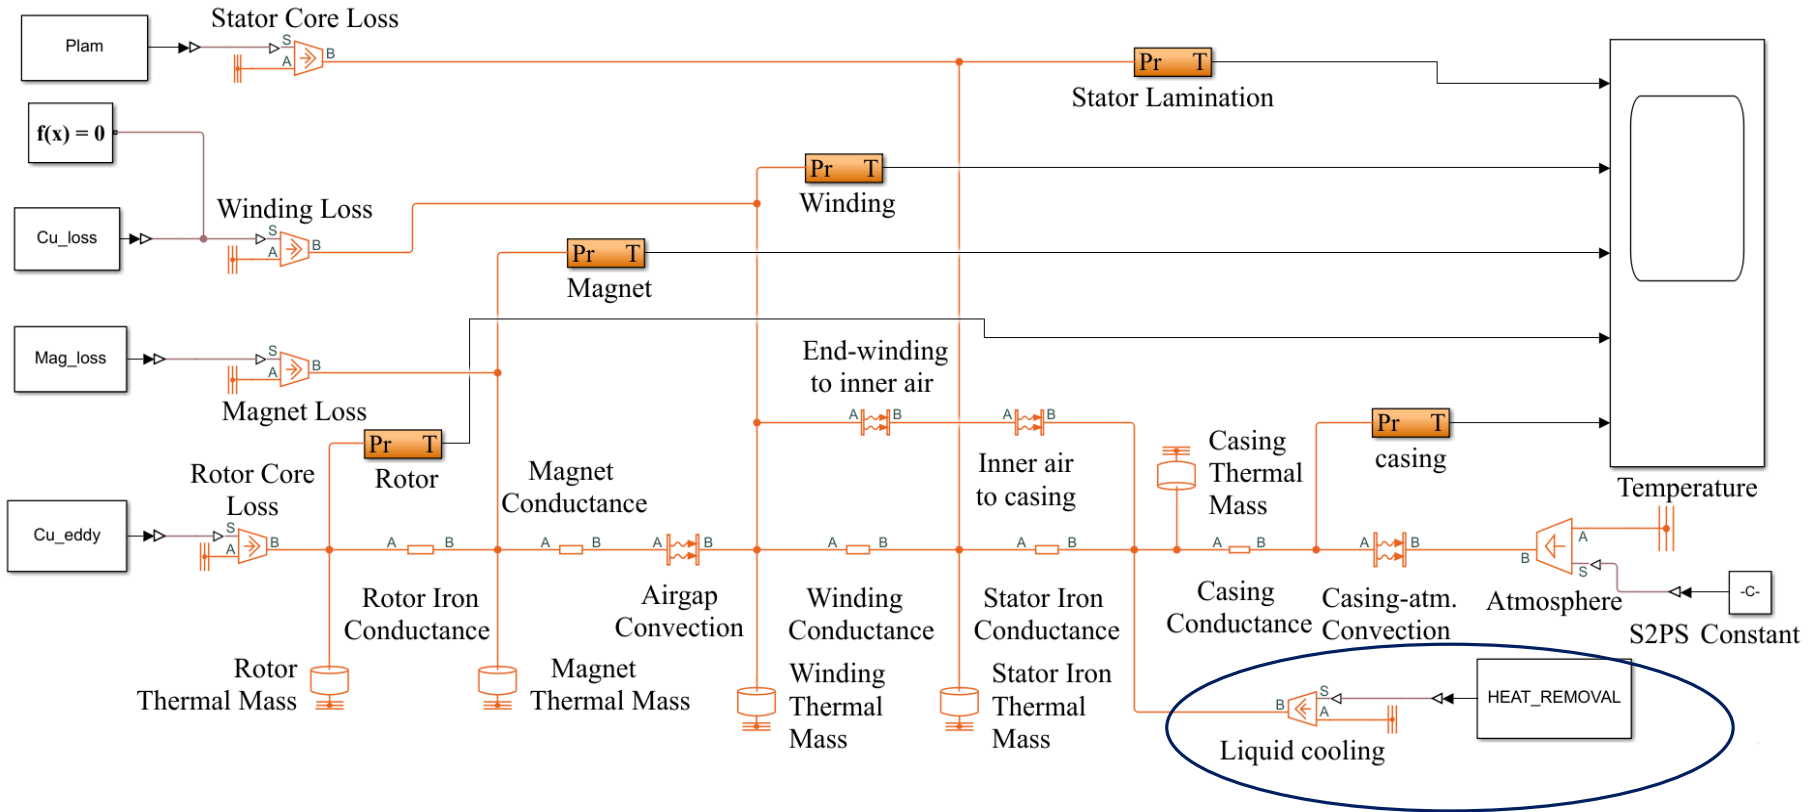 Stator Core Loss
Plam
S
A
B
Pr T
Stator Lamination
f(x) = 0
Pr T
Winding
Winding Loss
Cu_loss
S
A
B
Pr T
Magnet
Mag_loss
S
A
B
Magnet Loss
End-winding
to inner air
A B
A B
Inner air
to casing
Pr T
Rotor
Pr T
casing
Casing
Thermal
Mass
Temperature
Rotor Core
Loss
Magnet
Conductance
Cu_eddy
S
A
B
A B
A B
A B
A B
A B
A B
A B
B
A
S
Rotor Iron
Conductance
Airgap
Convection
Winding
Conductance
Stator Iron
Conductance
Casing
Conductance
Casing-atm.
Convection
Atmosphere
-C-
S2PS Constant
Rotor
Thermal Mass
Magnet
Thermal Mass
Winding
Thermal
Mass
Stator Iron
Thermal
Mass
B
S
A
HEAT_REMOVAL
Liquid cooling